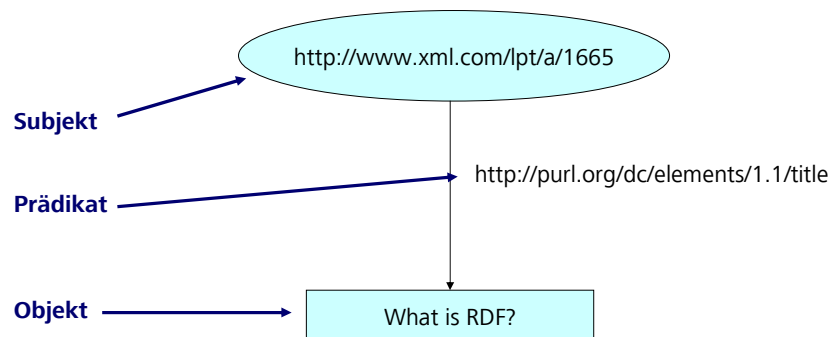 http://www.xml.com/lpt/a/1665
Subjekt
http://purl.org/dc/elements/1.1/title
Prädikat
Objekt
What is RDF?